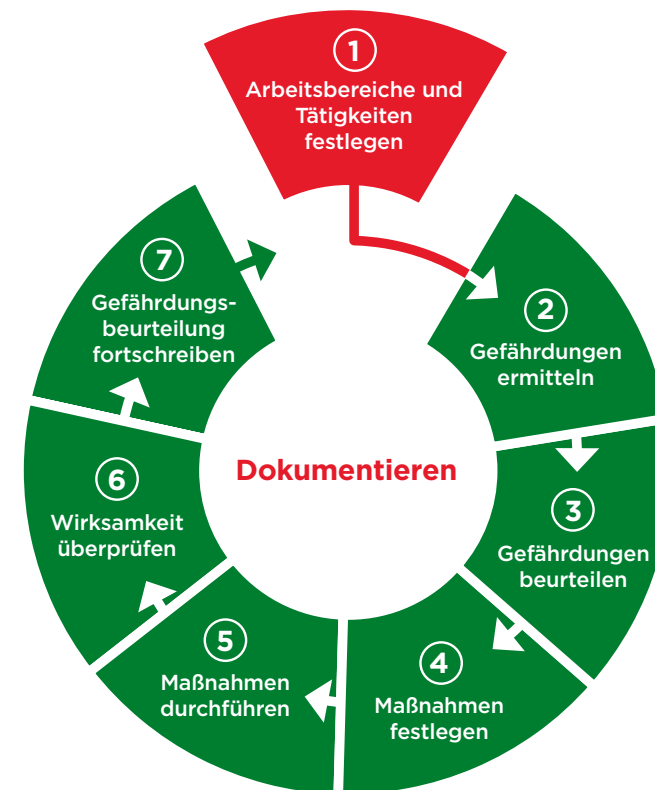 1
Arbeitsbereiche und
Tätigkeiten
festlegen
2
Gefährdungen
ermitteln
3
Gefährdungen
beurteilen
4
Maßnahmen
festlegen
5
Maßnahmen
durchführen
6
Wirksamkeit
überprüfen
7
Gefährdungs-
beurteilung
fortschreiben
Dokumentieren